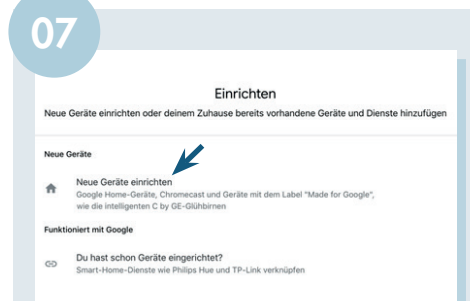 07
Einrichten
Neue Geräte einrichten oder deinem Zuhause bereits vorhandene Geräte und Dienste hinzufügen
Neue Geräte
Neue Geräte einrichten
Google Home-Geräte, Chromecast und Geräte mit dem Label "Made for Google",
wie die intelligenten C by GE-Glühbirnen
Funktioniert mit Google
Du hast schon Geräte eingerichtet?
Smart-Home-Dienste wie Philips Hue und TP-Link verknüpfen